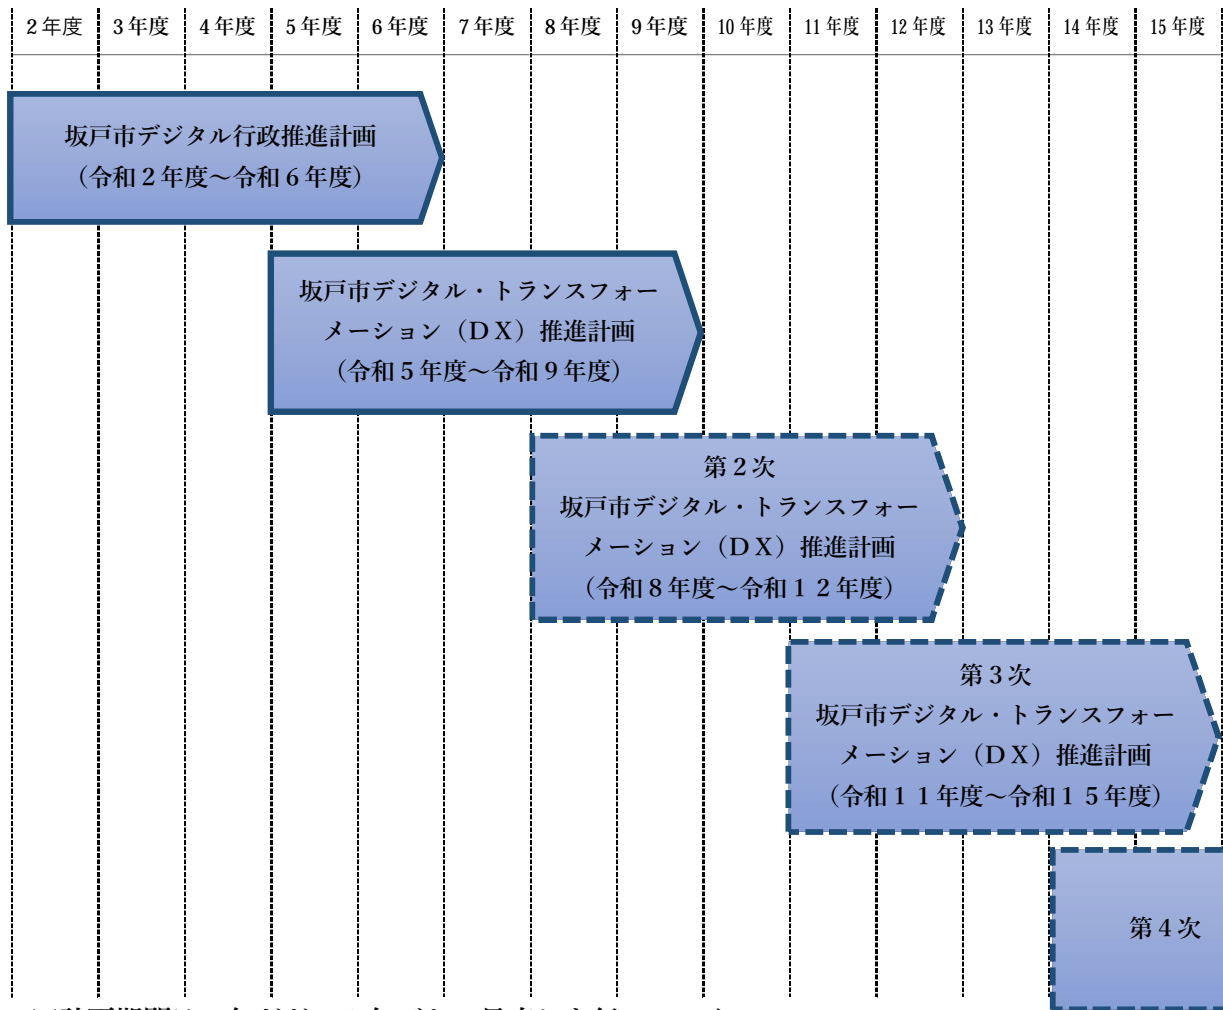 2年度 3年度 4年度 5年度 6年度 7年度 8年度 9年度 10年度 11年度 12年度 13年度 14年度 15年度
坂戸市デジタル行政推進計画
（令和２年度～令和６年度）
坂戸市デジタル・トランスフォー
メーション（ＤＸ）推進計画
（令和５年度～令和９年度）
第２次
坂戸市デジタル・トランスフォー
メーション（ＤＸ）推進計画
（令和８年度～令和１２年度）
第３次
坂戸市デジタル・トランスフォー
メーション（ＤＸ）推進計画
（令和１１年度～令和１５年度）
第４次